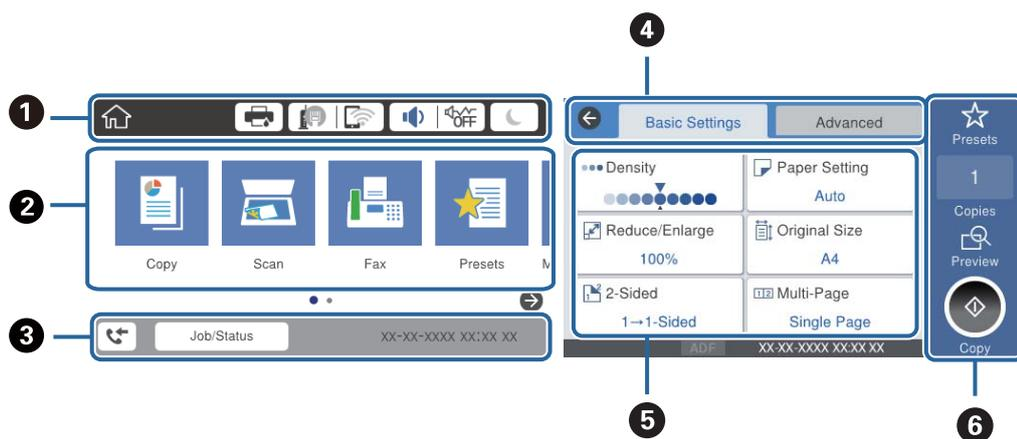 4
1
OFF
Basic Settings
Advanced
Presets
2
Density
Paper Setting
Auto
1
Copies
Reduce/Enlarge
100%
Original Size
A4
Preview
Copy
Scan
Fax
Presets
M
2-Sided
1→1-Sided
Multi-Page
Single Page
3
Job/Status
XX-XX-XXXX XX:XX XX
ADF
XX-XX-XXXX XX:XX XX
Copy
5
6